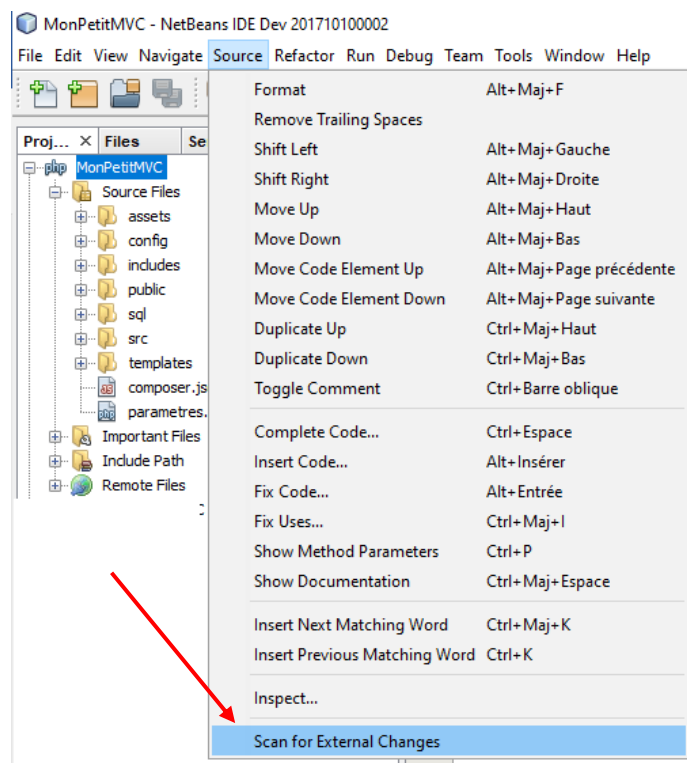 MonPetitMVC - NetBeans IDE Dev 201710100002
File Edit View Navigate Source Refactor Run Debug Team Tools Window Help
Proj... × Files Se
MonPetitMVC
Source Files
assets
config
includes
public
sql
src
templates
composer.js
parametres.
Important Files
Include Path
Remote Files
Format Alt+Maj+F
Remove Trailing Spaces
Shift Left Alt+Maj+Gauche
Shift Right Alt+Maj+Droite
Move Up Alt+Maj+Haut
Move Down Alt+Maj+Bas
Move Code Element Up Alt+Maj+Page précédente
Move Code Element Down Alt+Maj+Page suivante
Duplicate Up Ctrl+Maj+Haut
Duplicate Down Ctrl+Maj+Bas
Toggle Comment Ctrl+Barre oblique
Complete Code... Ctrl+Espace
Insert Code... Alt+Insérer
Fix Code... Alt+Entrée
Fix Uses... Ctrl+Maj+I
Show Method Parameters Ctrl+P
Show Documentation Ctrl+Maj+Espace
Insert Next Matching Word Ctrl+Maj+K
Insert Previous Matching Word Ctrl+K
Inspect...
Scan for External Changes